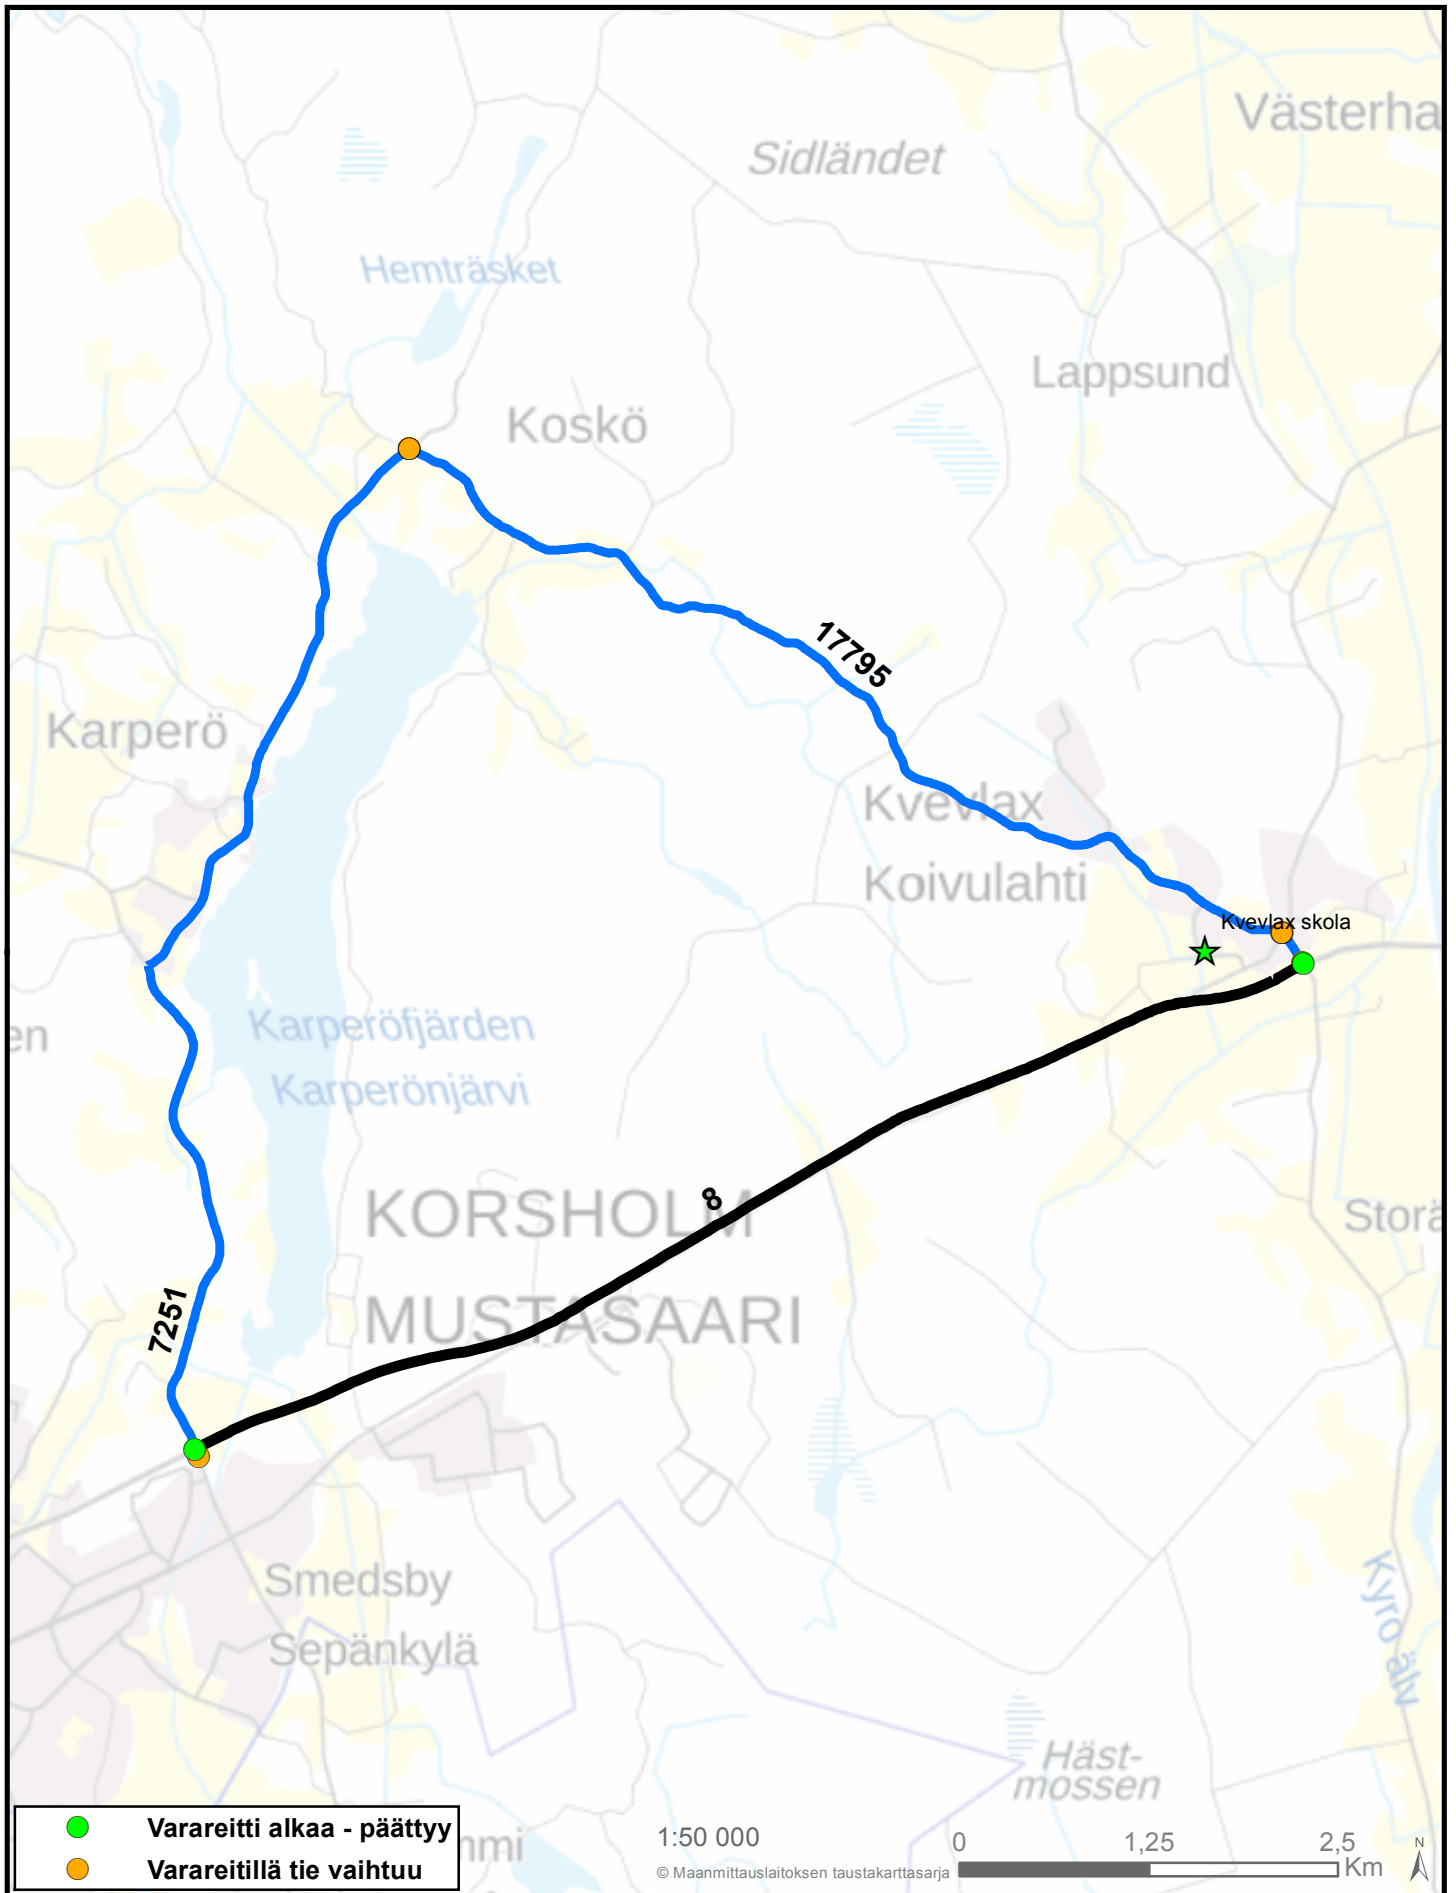 Västerha
Sidländet
Hemträsket
Lappsund
Koskö
17795
Karperö
Kvevlax
Koivulahti
Kvevlax skola
en
Karperöfjärden
Karperönjärvi
KORSHOLM
8
Storä
MUSTASAARI
7251
Smedsby
Sepänkylä
Kyro älv
Häst-
mossen
Varareitti alkaa - päättyy
Varareitillä tie vaihtuu
mmi
1:50 000
© Maanmittauslaitoksen taustakarttasarja
0 1,25 2,5
Km
N